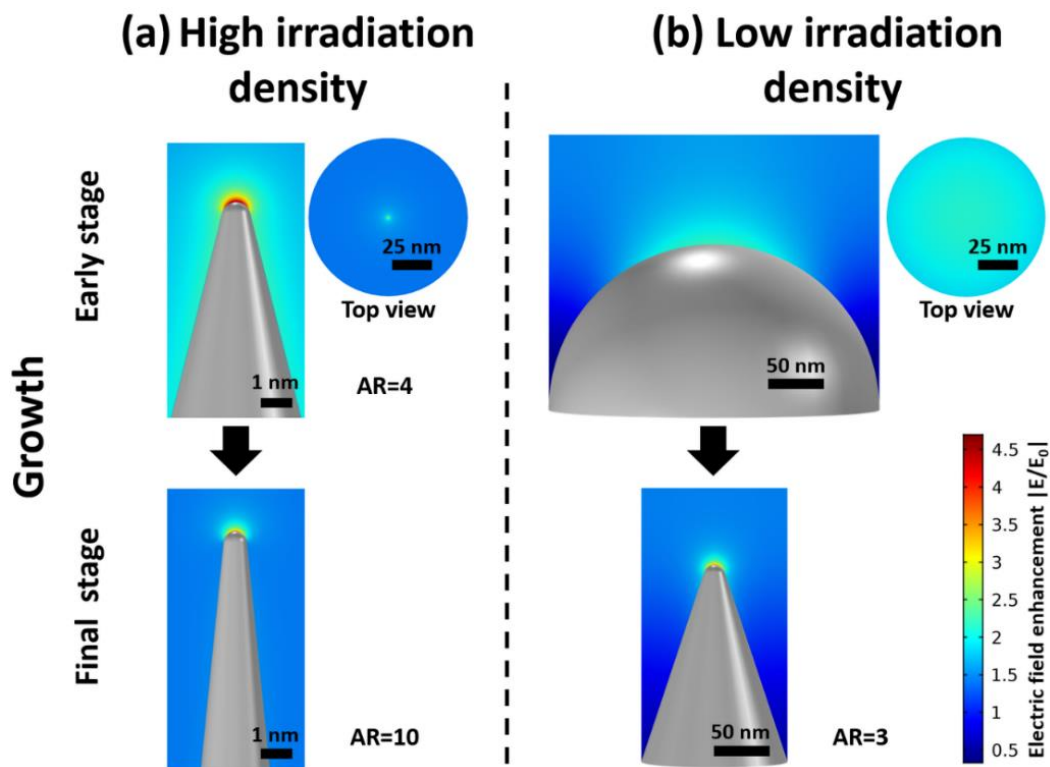 (a) High irradiation
density
(b) Low irradiation
density
Growth
Early stage
25 nm
Top view
1 nm
AR=4
50 nm
25 nm
Top view
Final stage
1 nm
AR=10
50 nm
AR=3
4.5
4
3.5
3
2.5
2
1.5
1
0.5
Electric field enhancement |E/E₀|